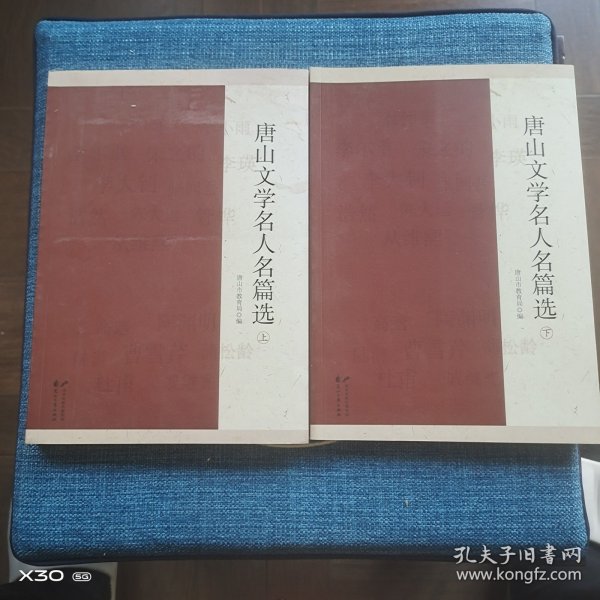 唐山文学名人名篇选 上
唐山市教育局◎编
唐山文学名人名篇选 下
唐山市教育局◎编
X30 5G
孔夫子旧书网
www.kongfz.com